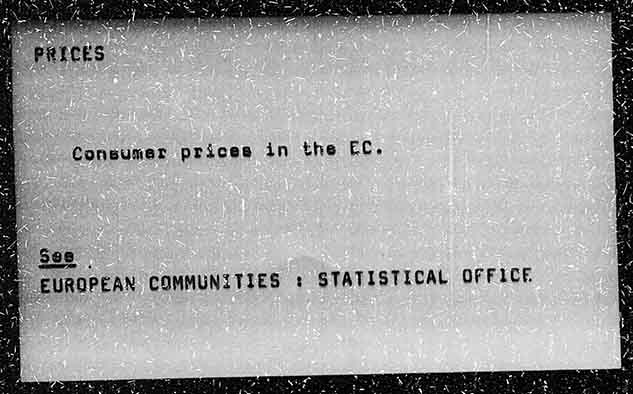 PRICES
Consumer prices in the EC.
See
EUROPEAN COMMUNITIES : STATISTICAL OFFICE